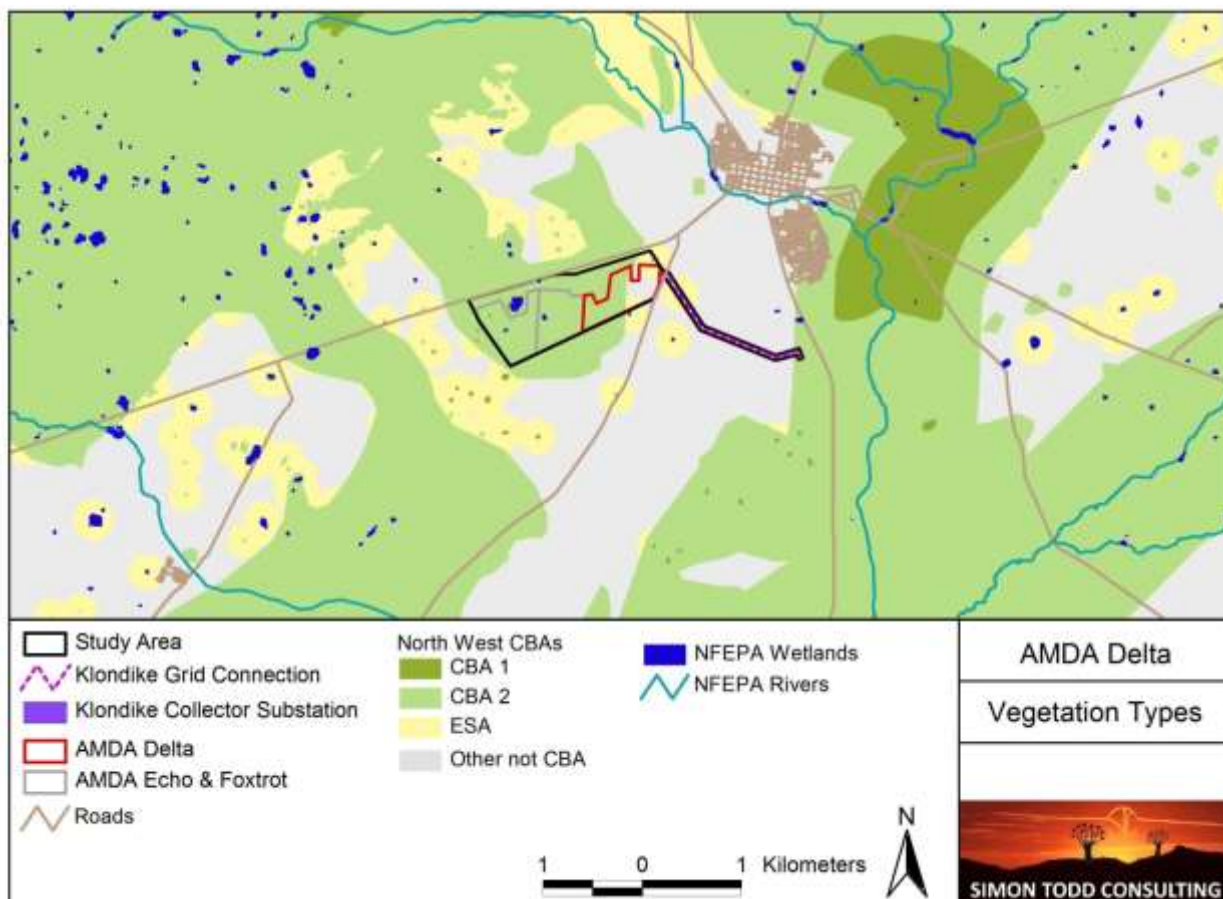 Study Area
Klondike Grid Connection
Klondike Collector Substation
AMDA Delta
AMDA Echo & Foxtrot
Roads
North West CBAs
CBA 1
CBA 2
ESA
Other not CBA
NFEPA Wetlands
NFEPA Rivers
1 0 1 Kilometers
N
AMDA Delta
Vegetation Types
SIMON TODD CONSULTING